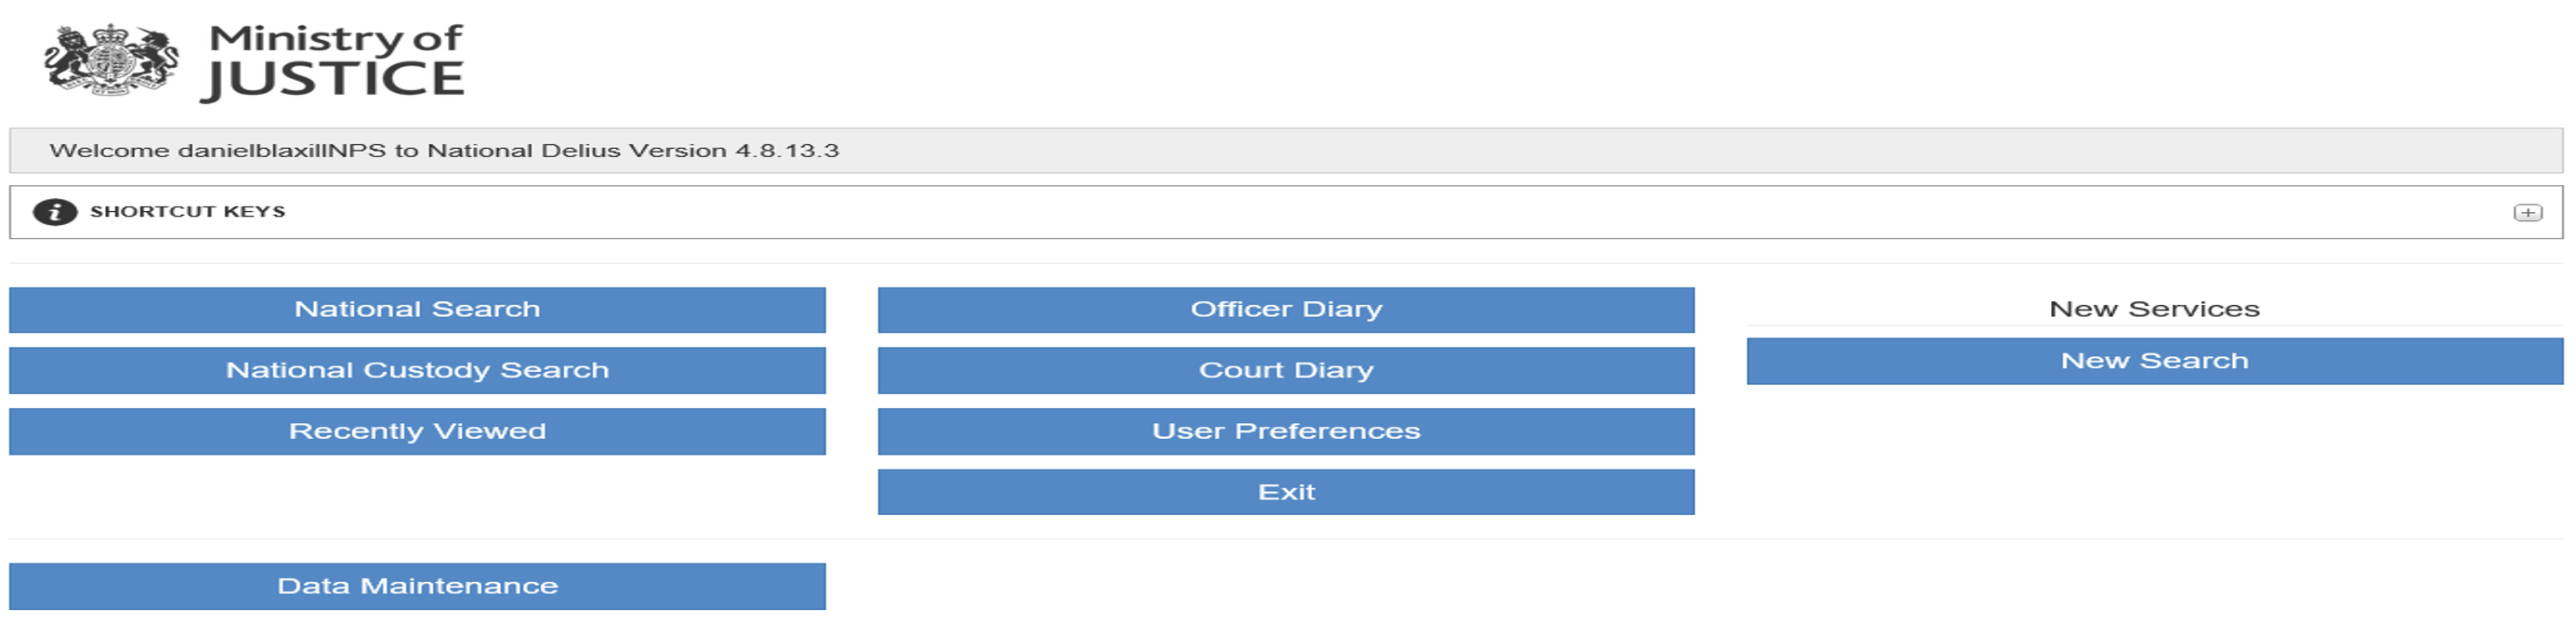 Ministry of
JUSTICE
Welcome danielblaxillNPS to National Delius Version 4.8.13.3
i SHORTCUT KEYS +
National Search
National Custody Search
Recently Viewed
Officer Diary
Court Diary
User Preferences
Exit
New Services
New Search
Data Maintenance